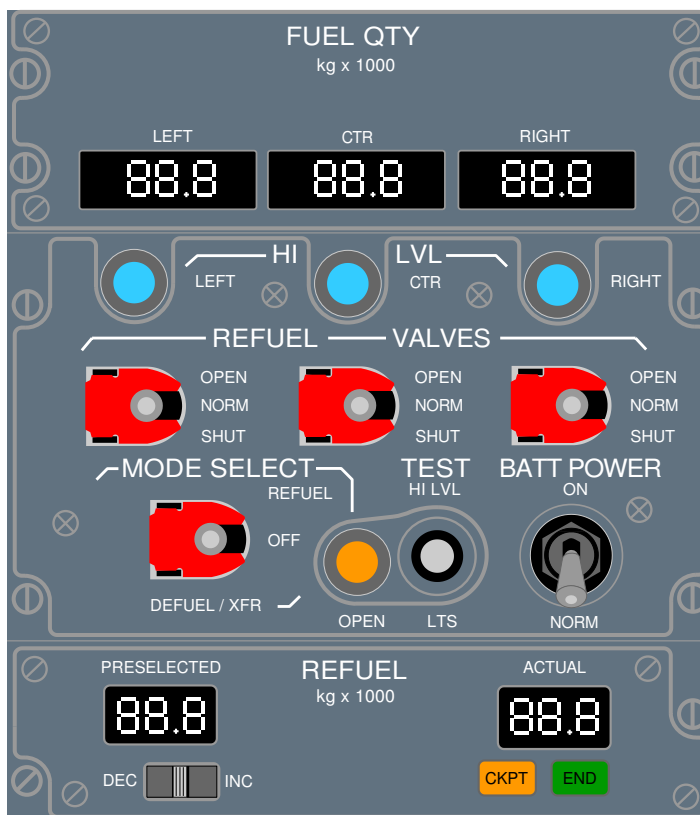 FUEL QTY
kg x 1000
LEFT CTR RIGHT
88.8 88.8 88.8
HI LVL
LEFT CTR RIGHT
REFUEL VALVES
OPEN OPEN OPEN
NORM NORM NORM
SHUT SHUT SHUT
MODE SELECT TEST BATT POWER
REFUEL HI LVL ON
OFF
DEFUEL / XFR
OPEN LTS NORM
PRESELECTED REFUEL ACTUAL
kg x 1000
88.8 88.8
DEC INC CKPT END